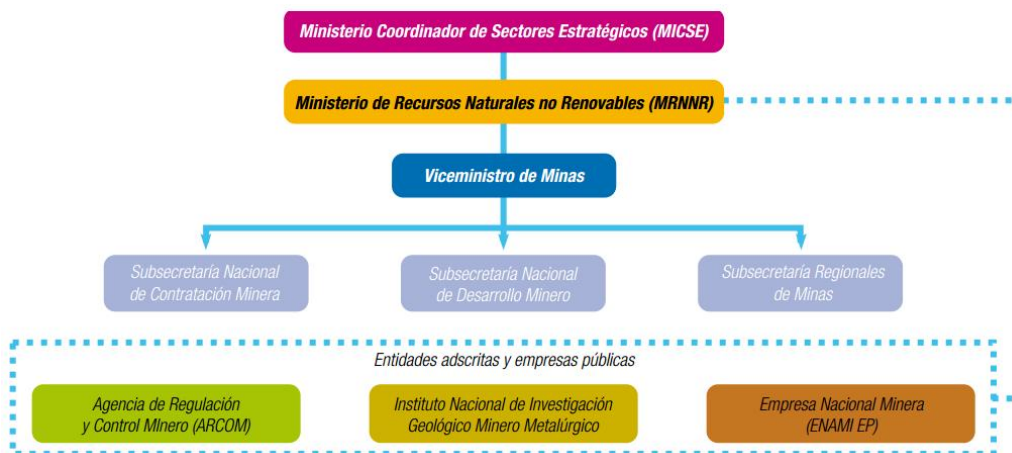 Ministerio Coordinador de Sectores Estratégicos (MICSE)
Ministerio de Recursos Naturales no Renovables (MRNNR)
Viceministro de Minas
Subsecretaría Nacional
de Contratación Minera
Subsecretaría Nacional
de Desarrollo Minero
Subsecretaría Regionales
de Minas
Entidades adscritas y empresas públicas
Agencia de Regulación
y Control MInero (ARCOM)
Instituto Nacional de Investigación
Geológico Minero Metalúrgico
Empresa Nacional Minera
(ENAMI EP)